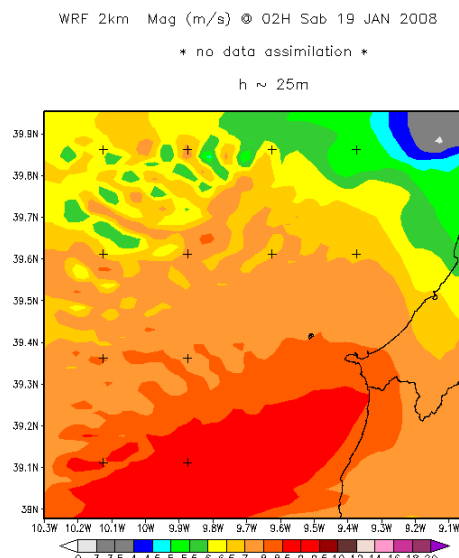 WRF 2km Mag (m/s) @ 02H Sab 19 JAN 2008
* no data assimilation *
h ~ 25m
39.9N
39.8N
39.7N
39.6N
39.5N
39.4N
39.3N
39.2N
39.1N
39N
10.3W 10.2W 10.1W 10W 9.9W 9.8W 9.7W 9.6W 9.5W 9.4W 9.3W 9.2W 9.1W